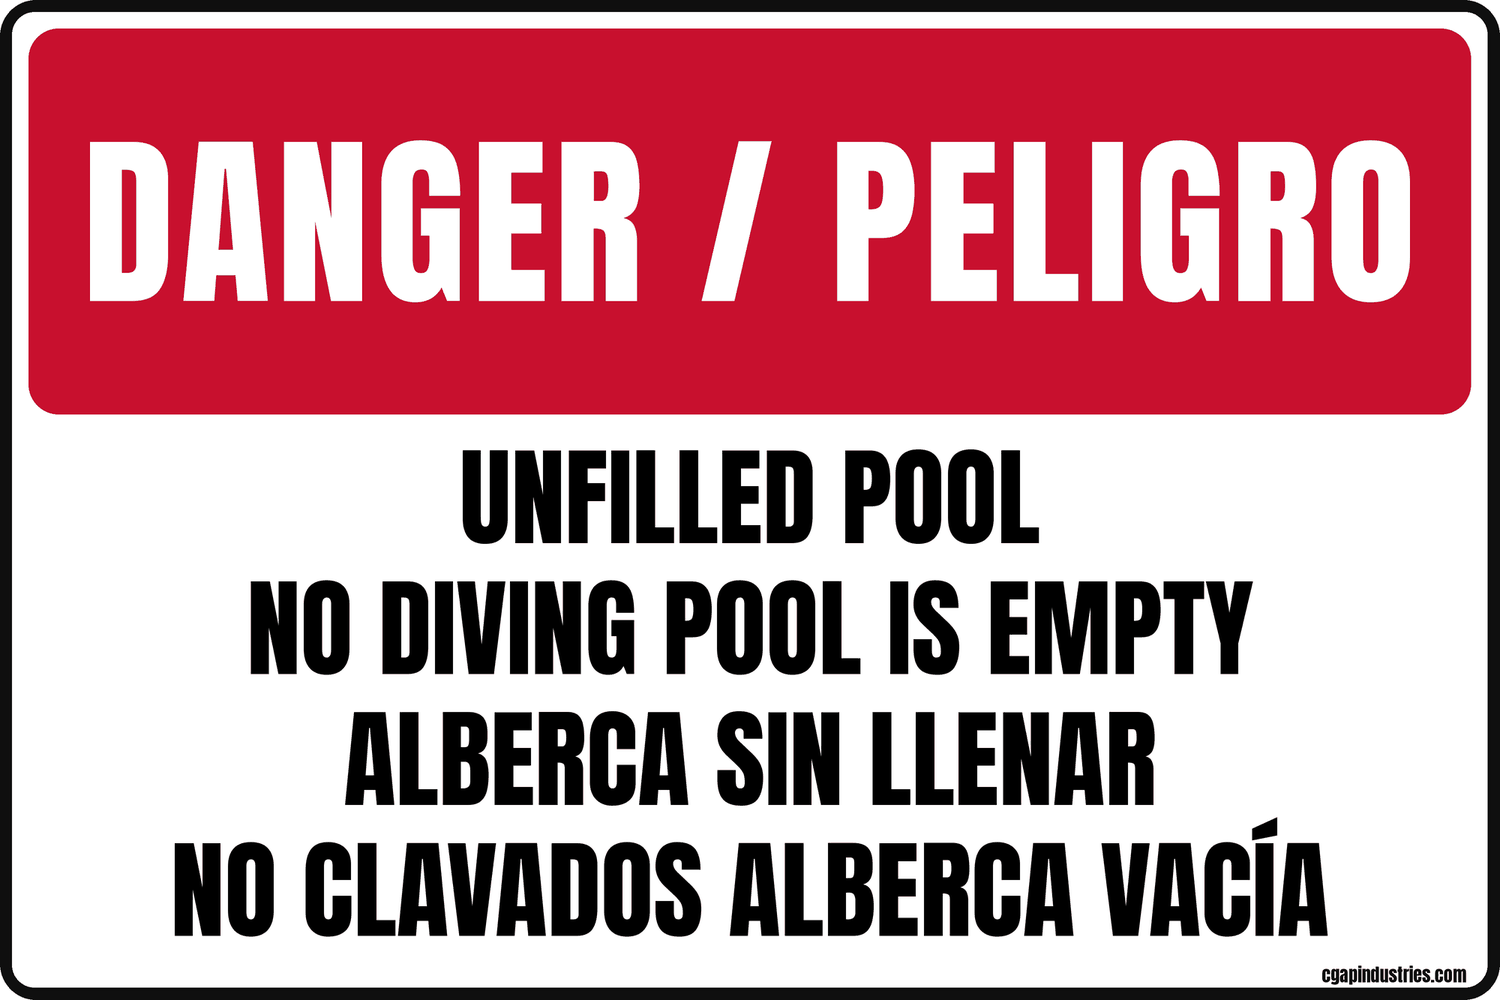 DANGER / PELIGRO
UNFILLED POOL
NO DIVING POOL IS EMPTY
ALBERCA SIN LLENAR
NO CLAVADOS ALBERCA VACÍA
cgapindustries.com